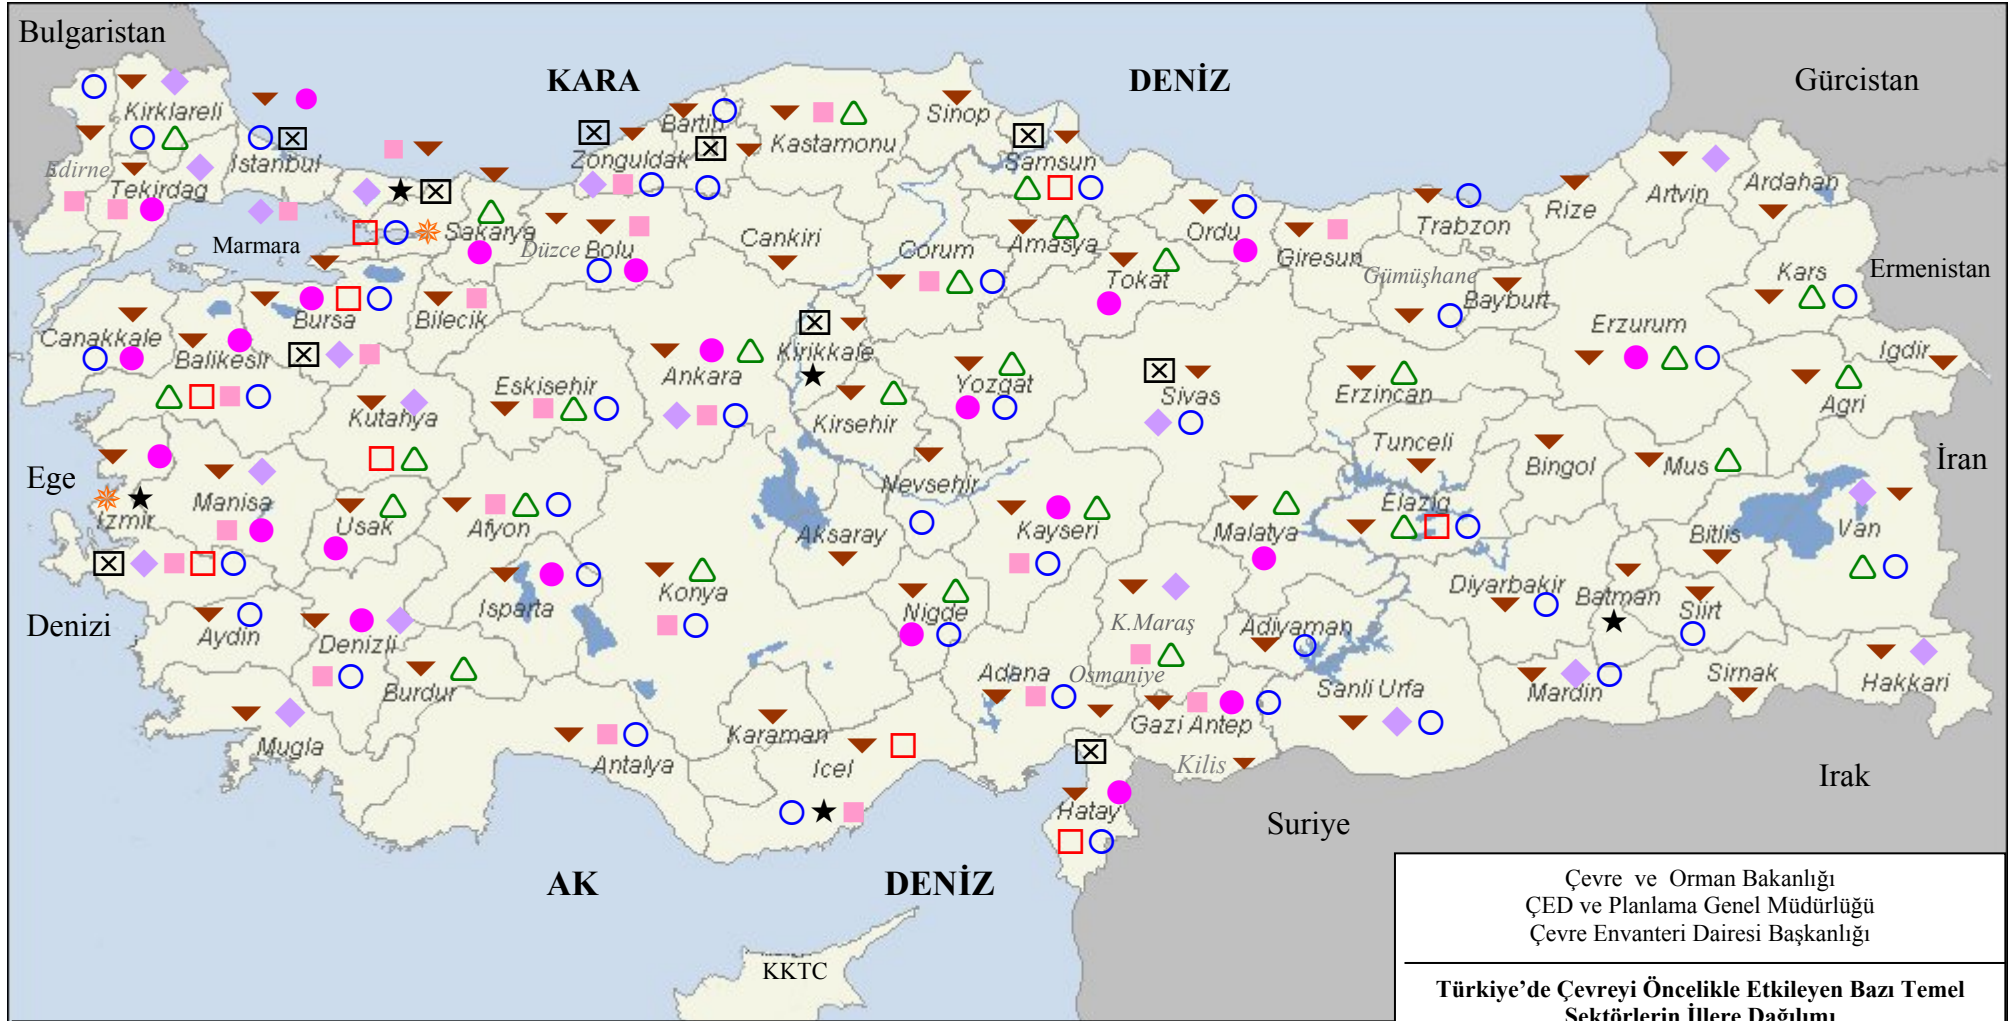 Bulgaristan
KARA
DENİZ
Gürcistan
Kirklareli
Bartin
Kastamonu
Sinop
Istanbul
Zonguldak
Samsun
Edirne
Tekirdag
Artvin
Ardahan
Rize
Trabzon
Marmara
Sakarya
Düzce
Bolu
Cankiri
Corum
Amasya
Ordu
Giresun
Tokat
Gümüşhane
Bayburt
Kars
Ermenistan
Canakkale
Balikesir
Bursa
Bilecik
Ankara
Kirikkale
Erzurum
Igdir
Eskisehir
Yozgat
Sivas
Erzincan
Agri
Kutahya
Kirsehir
Tunceli
Bingol
Mus
İran
Ege
Manisa
Izmir
Usak
Afyon
Nevsehir
Aksaray
Kayseri
Malatya
Elazig
Bitlis
Van
Denizi
Aydin
Denizli
Isparta
Konya
Nigde
K.Maraş
Adiyaman
Diyarbakir
Batman
Siirt
Burdur
Adana
Osmaniye
Gazi Antep
Sanli Urfa
Mardin
Sirnak
Hakkari
Mugla
Antalya
Karaman
Icel
Kilis
Irak
Hatay
Suriye
AK
DENİZ
KKTC
Çevre ve Orman Bakanlığı
ÇED ve Planlama Genel Müdürlüğü
Çevre Envanteri Dairesi Başkanlığı
Türkiye’de Çevreyi Öncelikle Etkileyen Bazı Temel
Sektörlerin İllere Dağılımı